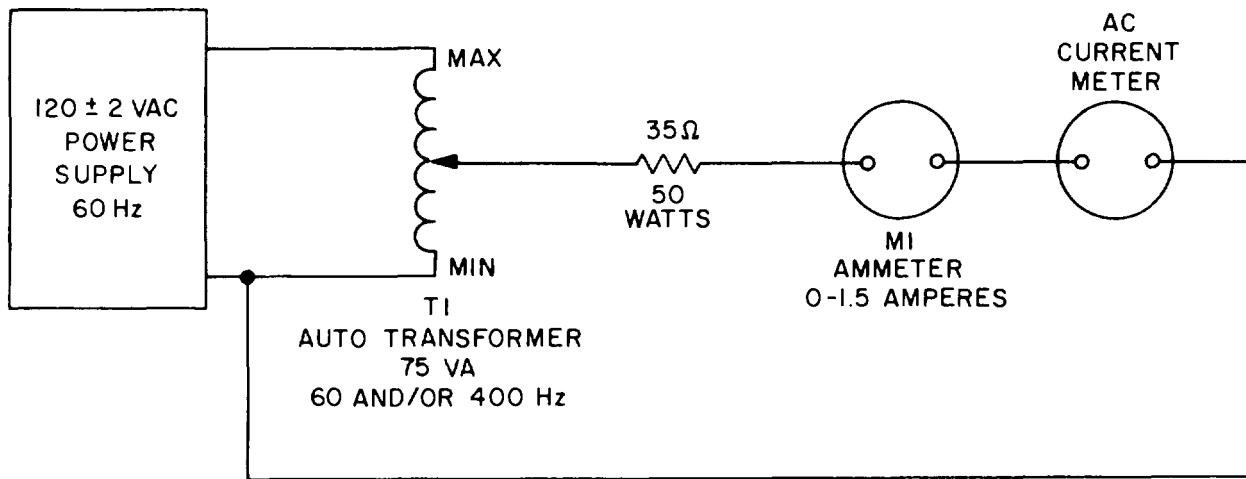 120 ± 2 VAC
POWER
SUPPLY
60 Hz
MAX
MIN
T1
AUTO TRANSFORMER
75 VA
60 AND/OR 400 Hz
35Ω
50
WATTS
M1
AMMETER
0-1.5 AMPERES
AC
CURRENT
METER